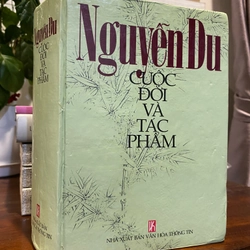 Nguyễn Du
CUỘC
ĐỜI
VÀ
TÁC
PHẨM
NHÀ XUẤT BẢN VĂN HÓA THÔNG TIN